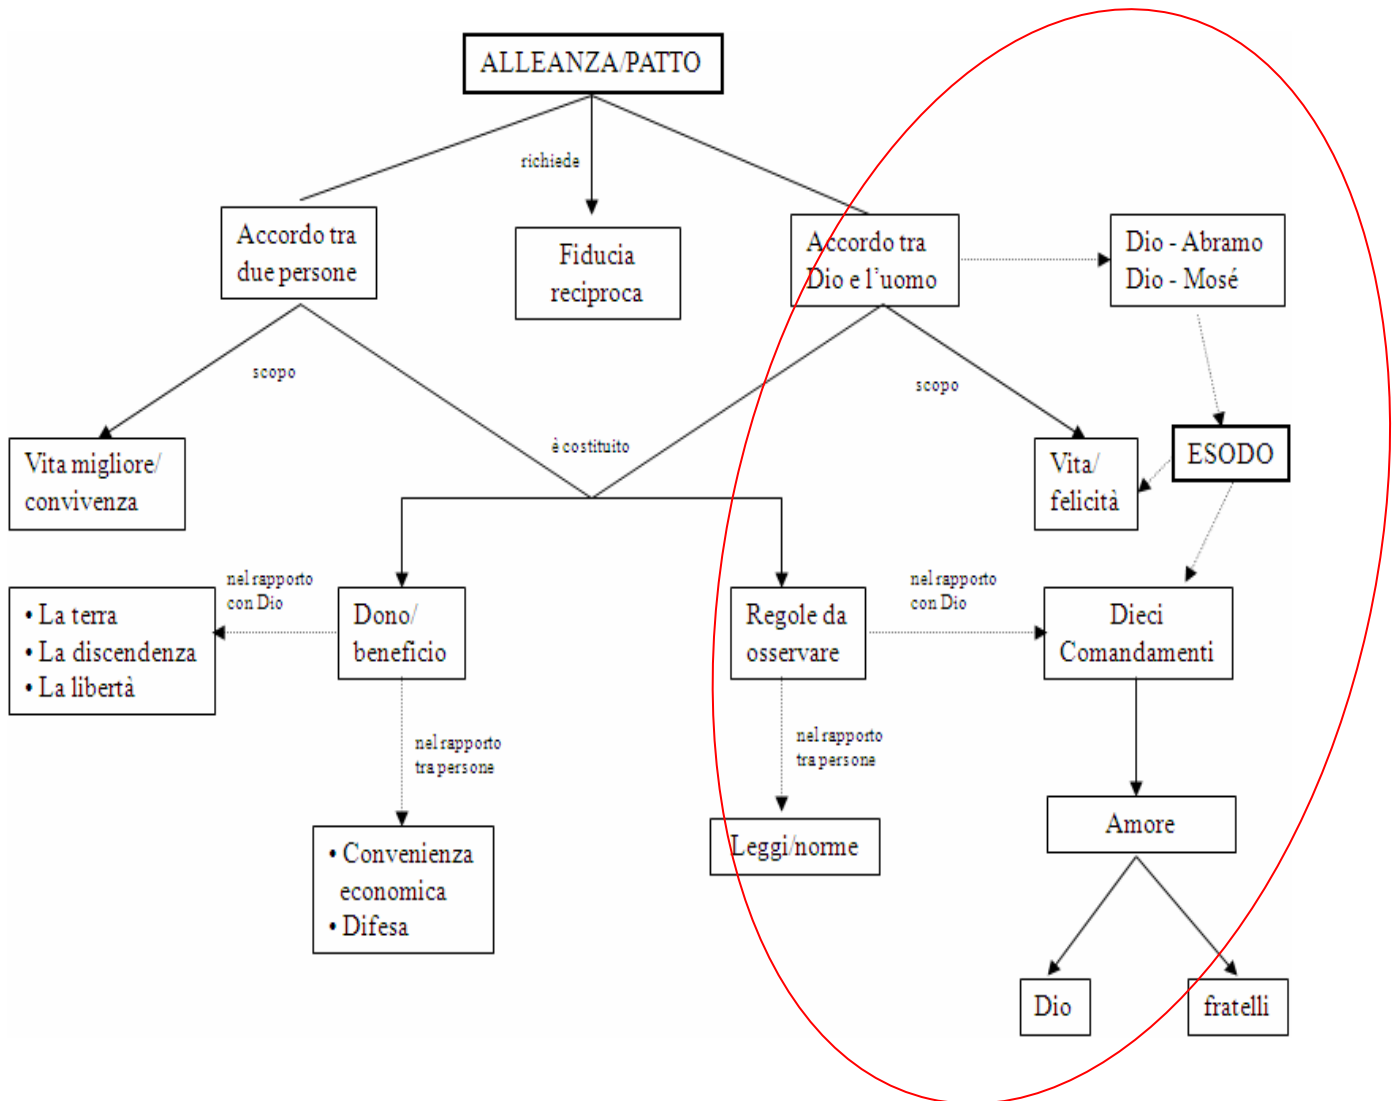 ALLEANZA/PATTO
richiede
Accordo tra
due persone
Fiducia
reciproca
Accordo tra
Dio e l'uomo
Dio - Abramo
Dio - Mosé
scopo
scopo
è costituito
Vita migliore/
convivenza
Vita/
felicità
ESODO
nel rapporto
con Dio
nel rapporto
con Dio
• La terra
• La discendenza
• La libertà
Dono/
beneficio
Regole da
osservare
Dieci
Comandamenti
nel rapporto
tra persone
nel rapporto
tra persone
• Convenienza
economica
• Difesa
Leggi/norme
Amore
Dio
fratelli